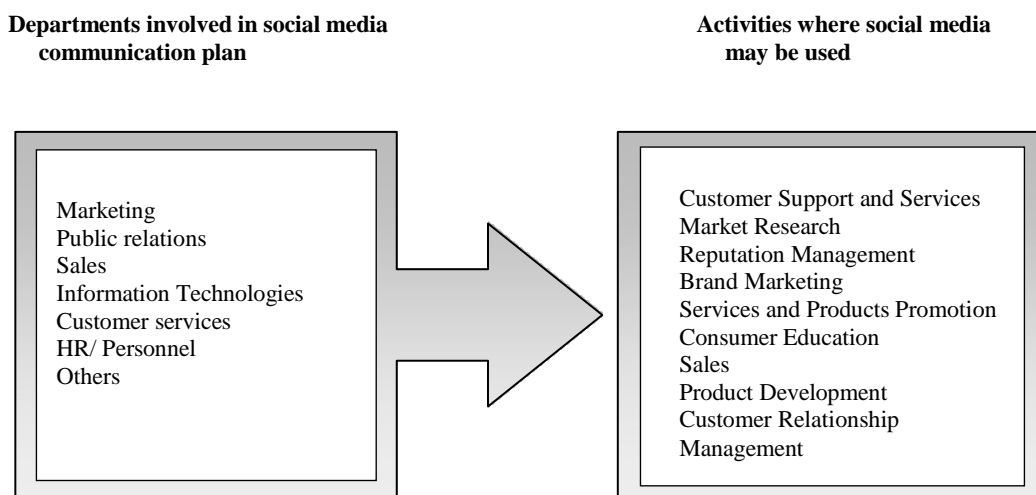 Departments involved in social media
communication plan
Activities where social media
may be used
Marketing
Public relations
Sales
Information Technologies
Customer services
HR/ Personnel
Others
Customer Support and Services
Market Research
Reputation Management
Brand Marketing
Services and Products Promotion
Consumer Education
Sales
Product Development
Customer Relationship
Management